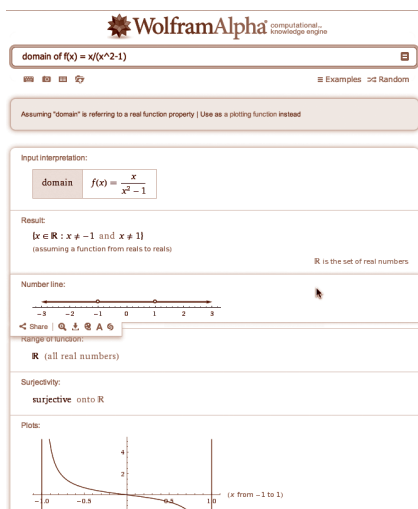 WolframAlpha computational... knowledge engine
domain of f(x) = x/(x^2-1)
Examples Random
Assuming "domain" is referring to a real function property | Use as a plotting function instead
Input interpretation:
domain f(x) = x/(x² − 1)
Result:
{x ∈ ℝ : x ≠ −1 and x ≠ 1}
(assuming a function from reals to reals)
ℝ is the set of real numbers
Number line:
−3 −2 −1 0 1 2 3
Share A
Range of function:
ℝ (all real numbers)
Surjectivity:
surjective onto ℝ
Plots:
4
2
−1.0 −0.5 0.5 1.0
(x from −1 to 1)